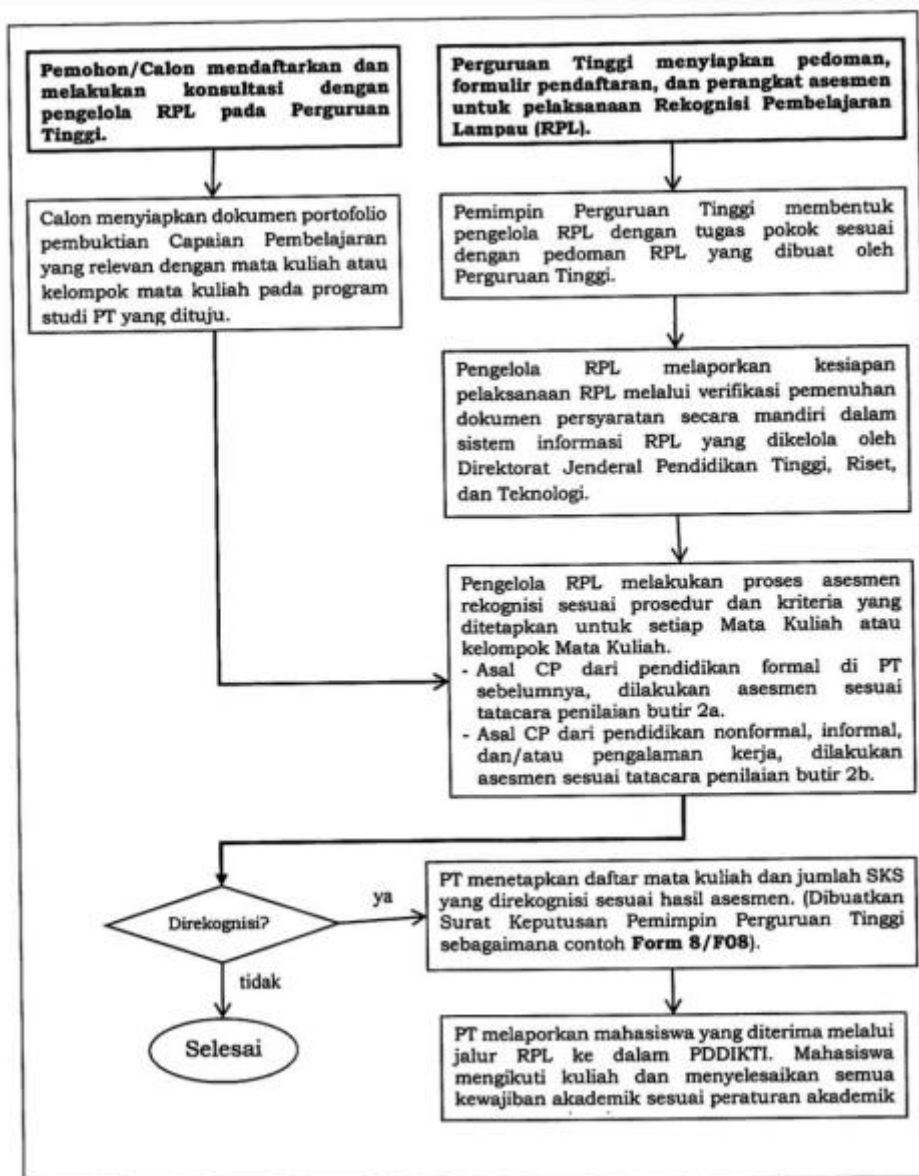 Pemohon/Calon mendaftarkan dan
melakukan konsultasi dengan
pengelola RPL pada Perguruan
Tinggi.
Perguruan Tinggi menyiapkan pedoman,
formulir pendaftaran, dan perangkat asesmen
untuk pelaksanaan Rekognisi Pembelajaran
Lampau (RPL).
Calon menyiapkan dokumen portofolio
pembuktian Capaian Pembelajaran
yang relevan dengan mata kuliah atau
kelompok mata kuliah pada program
studi PT yang dituju.
Pemimpin Perguruan Tinggi membentuk
pengelola RPL dengan tugas pokok sesuai
dengan pedoman RPL yang dibuat oleh
Perguruan Tinggi.
Pengelola RPL melaporkan kesiapan
pelaksanaan RPL melalui verifikasi pemenuhan
dokumen persyaratan secara mandiri dalam
sistem informasi RPL yang dikelola oleh
Direktorat Jenderal Pendidikan Tinggi, Riset,
dan Teknologi.
Pengelola RPL melakukan proses asesmen
rekognisi sesuai prosedur dan kriteria yang
ditetapkan untuk setiap Mata Kuliah atau
kelompok Mata Kuliah.
- Asal CP dari pendidikan formal di PT
sebelumnya, dilakukan asesmen sesuai
tatacara penilaian butir 2a.
- Asal CP dari pendidikan nonformal, informal,
dan/atau pengalaman kerja, dilakukan
asesmen sesuai tatacara penilaian butir 2b.
Direkognisi?
ya
tidak
Selesai
PT menetapkan daftar mata kuliah dan jumlah SKS
yang direkognisi sesuai hasil asesmen. (Dibuatkan
Surat Keputusan Pemimpin Perguruan Tinggi
sebagaimana contoh Form 8/F08).
PT melaporkan mahasiswa yang diterima melalui
jalur RPL ke dalam PDDIKTI. Mahasiswa
mengikuti kuliah dan menyelesaikan semua
kewajiban akademik sesuai peraturan akademik